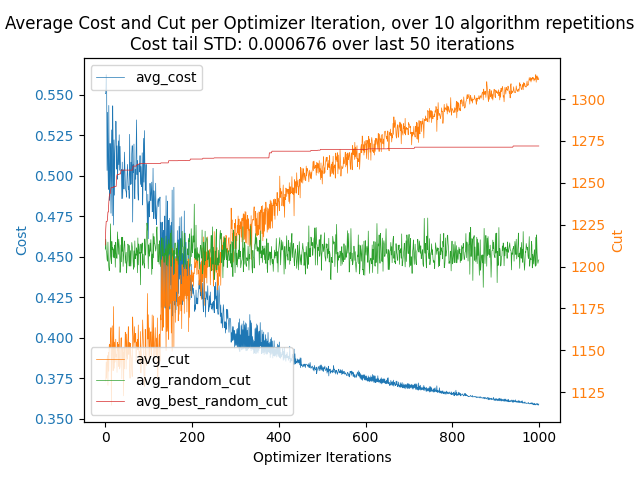 Average Cost and Cut per Optimizer Iteration, over 10 algorithm repetitions
Cost tail STD: 0.000676 over last 50 iterations
avg_cost
0.550
0.525
0.500
0.475
0.450
0.425
0.400
0.375
0.350
Cost
1300
1275
1250
1225
1200
1175
1150
1125
Cut
avg_cut
avg_random_cut
avg_best_random_cut
0
200
400
600
800
1000
Optimizer Iterations